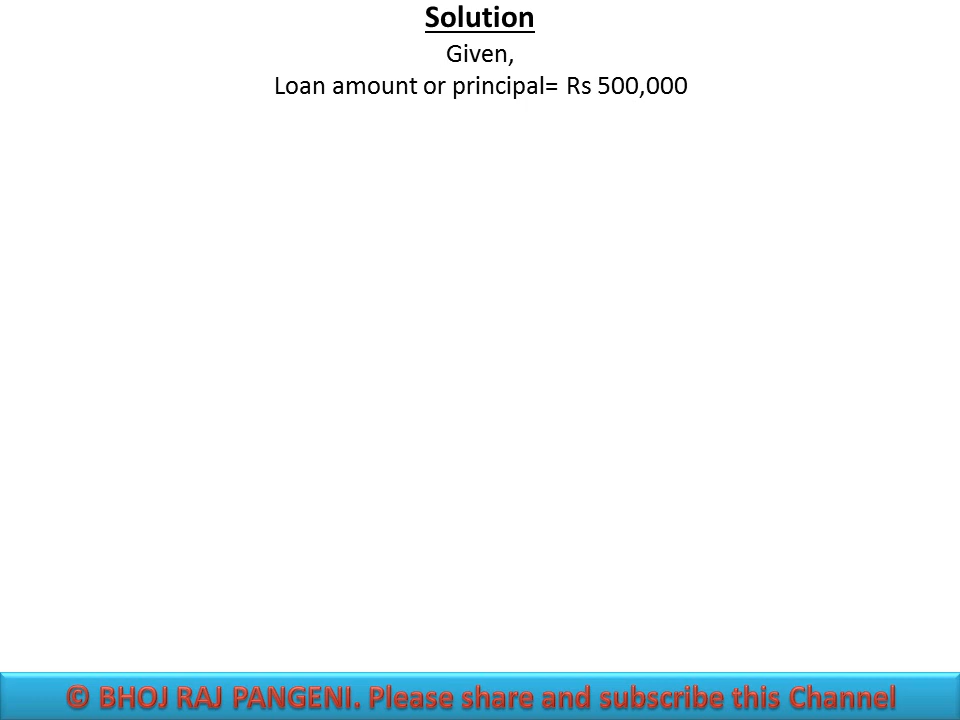 Solution
Given,
Loan amount or principal= Rs 500,000
© BHOJ RAJ PANGENI. Please share and subscribe this Channel